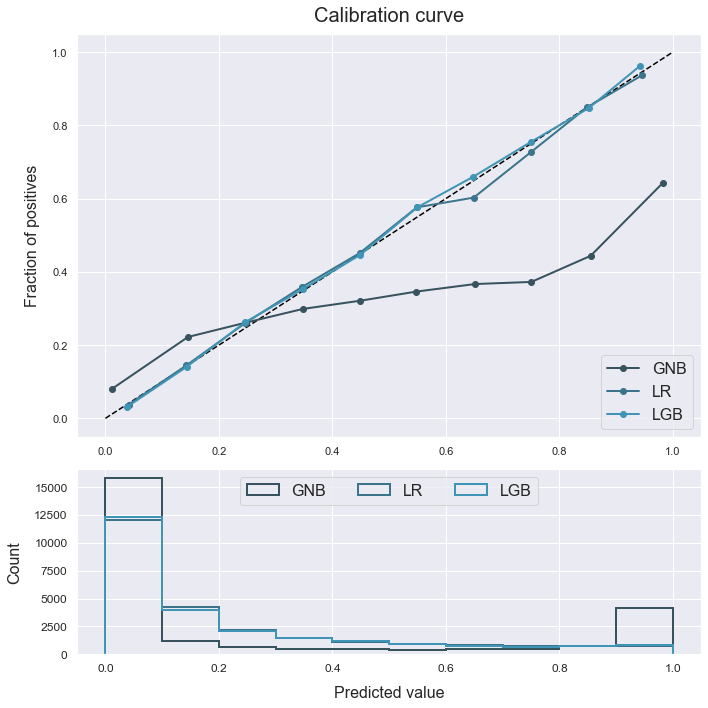 Calibration curve
1.0
0.8
0.6
0.4
0.2
0.0
Fraction of positives
GNB
LR
LGB
0.0 0.2 0.4 0.6 0.8 1.0
GNB LR LGB
15000
12500
10000
7500
5000
2500
0
Count
0.0 0.2 0.4 0.6 0.8 1.0
Predicted value